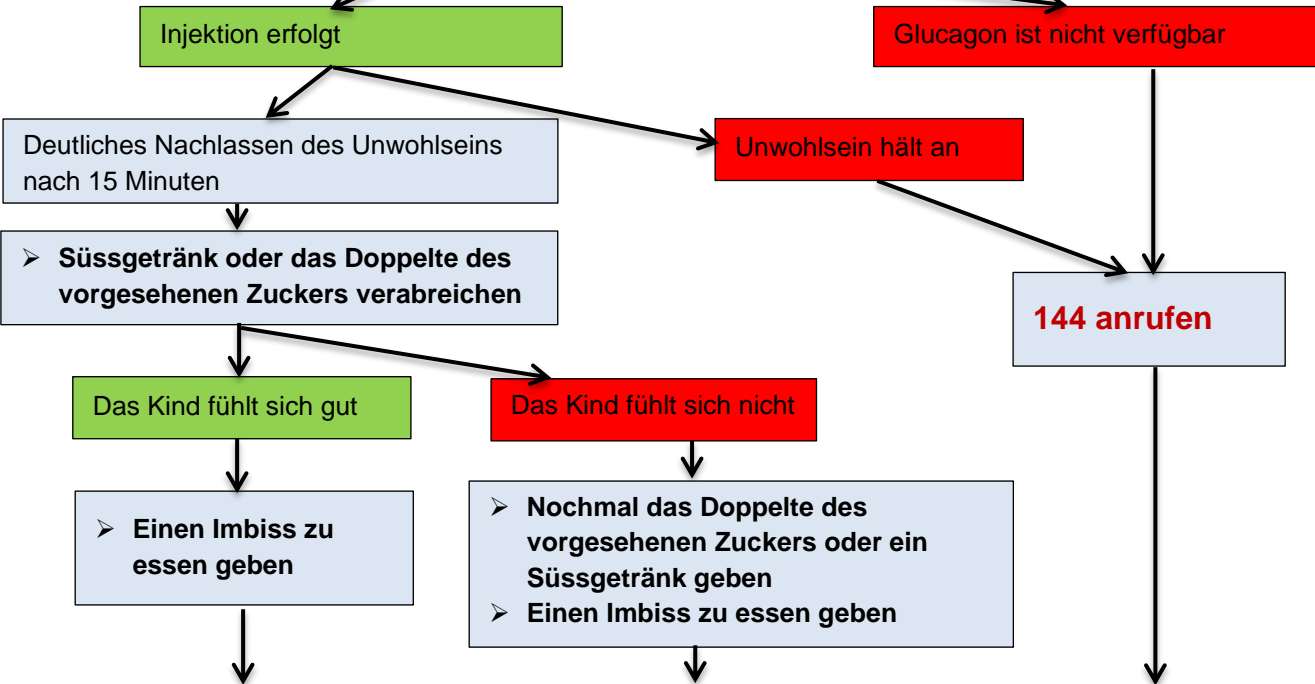 Injektion erfolgt
Glucagon ist nicht verfügbar
Deutliches Nachlassen des Unwohlseins
nach 15 Minuten
Unwohlsein hält an
➢ Süssgetränk oder das Doppelte des
vorgesehenen Zuckers verabreichen
144 anrufen
Das Kind fühlt sich gut
Das Kind fühlt sich nicht
➢ Einen Imbiss zu
essen geben
➢ Nochmal das Doppelte des
vorgesehenen Zuckers oder ein
Süssgetränk geben
➢ Einen Imbiss zu essen geben